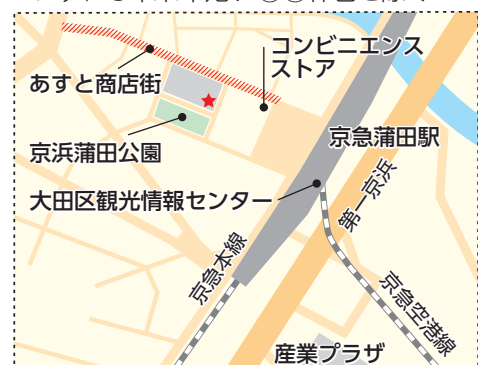 コンビニエンス
ストア
あすと商店街
京浜蒲田公園
京急蒲田駅
大田区観光情報センター
第一京浜
京急本線
京急空港線
産業プラザ